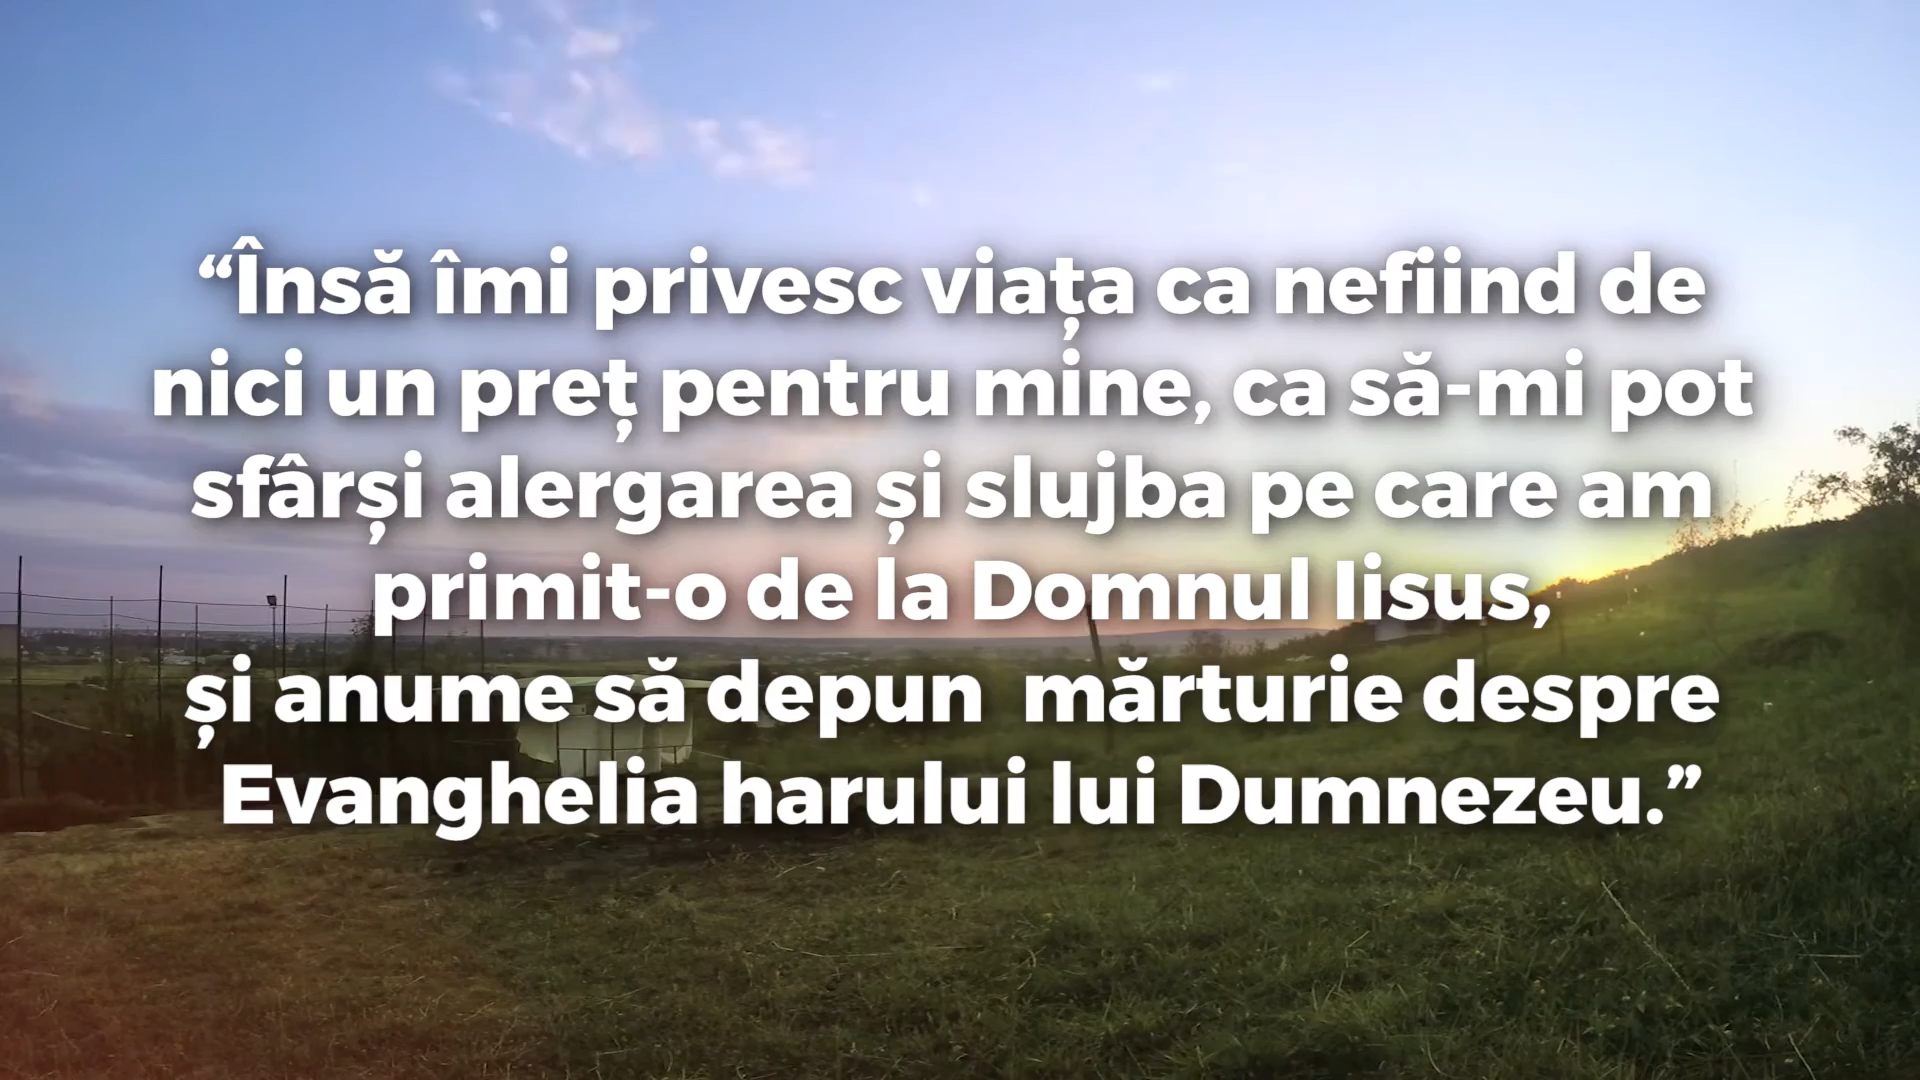 “Însă îmi privesc viața ca nefiind de
nici un preț pentru mine, ca să-mi pot
sfârși alergarea și slujba pe care am
primit-o de la Domnul Iisus,
și anume să depun  mărturie despre
Evanghelia harului lui Dumnezeu.”